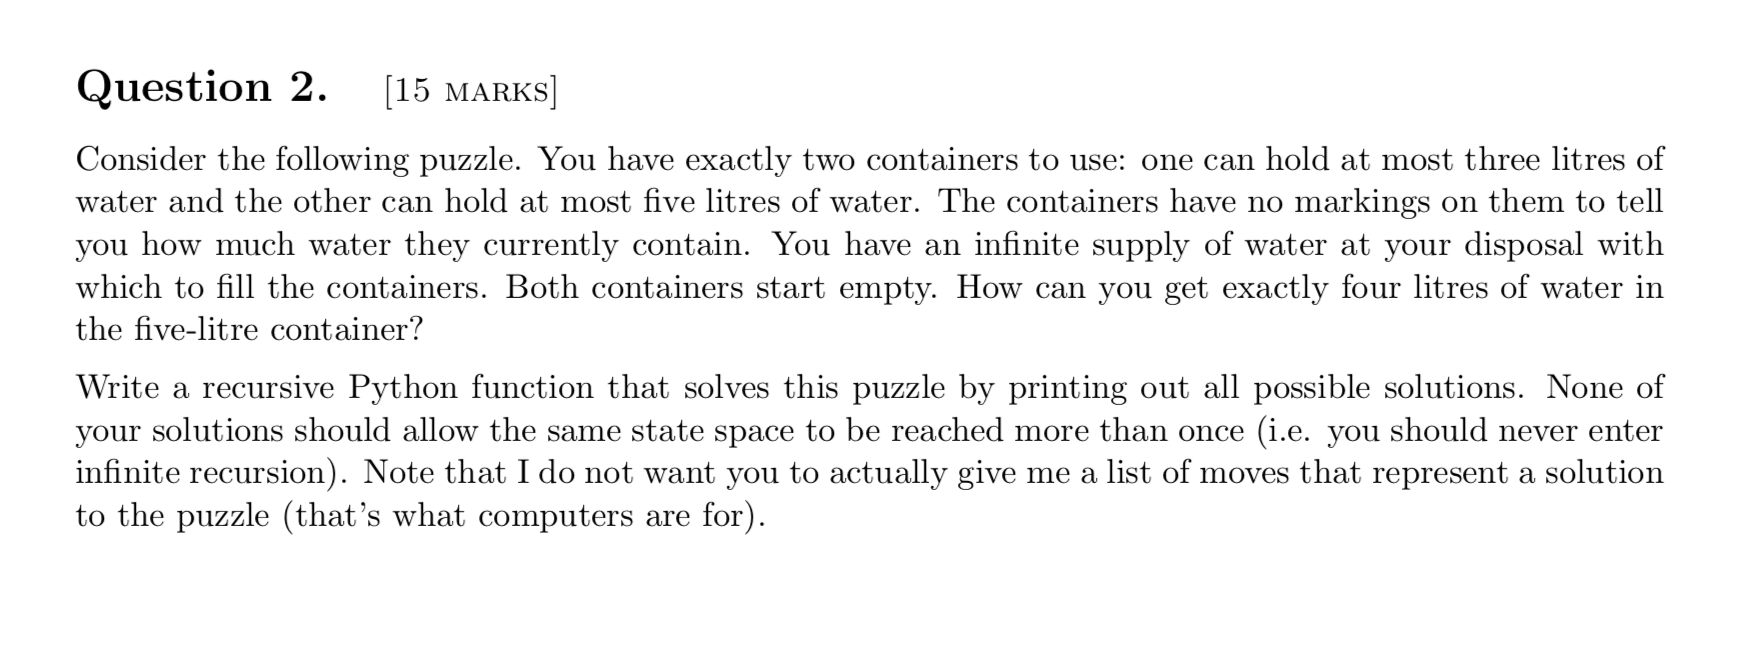 Question 2. [15 MARKS]
Consider the following puzzle. You have exactly two containers to use: one can hold at most three litres of
water and the other can hold at most five litres of water. The containers have no markings on them to tell
you how much water they currently contain. You have an infinite supply of water at your disposal with
which to fill the containers. Both containers start empty. How can you get exactly four litres of water in
the five-litre container?
Write a recursive Python function that solves this puzzle by printing out all possible solutions. None of
your solutions should allow the same state space to be reached more than once (i.e. you should never enter
infinite recursion). Note that I do not want you to actually give me a list of moves that represent a solution
to the puzzle (that's what computers are for).